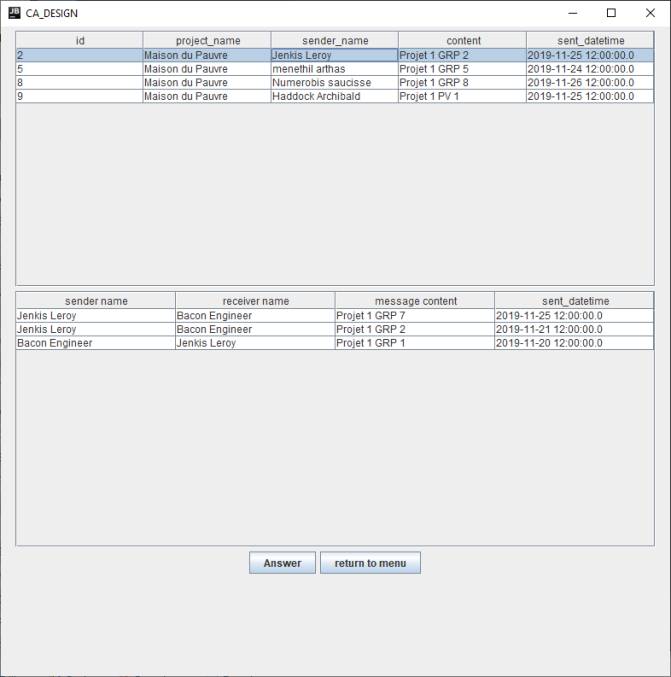 JB CA_DESIGN
id project_name sender_name content sent_datetime
2 Maison du Pauvre Jenkis Leroy Projet 1 GRP 2 2019-11-25 12:00:00.0
5 Maison du Pauvre menethil arthas Projet 1 GRP 5 2019-11-24 12:00:00.0
8 Maison du Pauvre Numerobis saucisse Projet 1 GRP 8 2019-11-26 12:00:00.0
9 Maison du Pauvre Haddock Archibald Projet 1 PV 1 2019-11-25 12:00:00.0
sender name receiver name message content sent_datetime
Jenkis Leroy Bacon Engineer Projet 1 GRP 7 2019-11-25 12:00:00.0
Jenkis Leroy Bacon Engineer Projet 1 GRP 2 2019-11-21 12:00:00.0
Bacon Engineer Jenkis Leroy Projet 1 GRP 1 2019-11-20 12:00:00.0
Answer return to menu